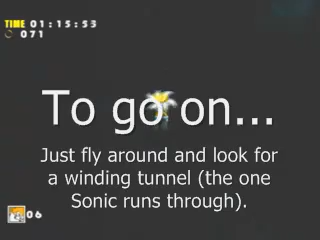 TIME 01:15:53
071
To go on...
Just fly around and look for
a winding tunnel (the one
Sonic runs through).
06